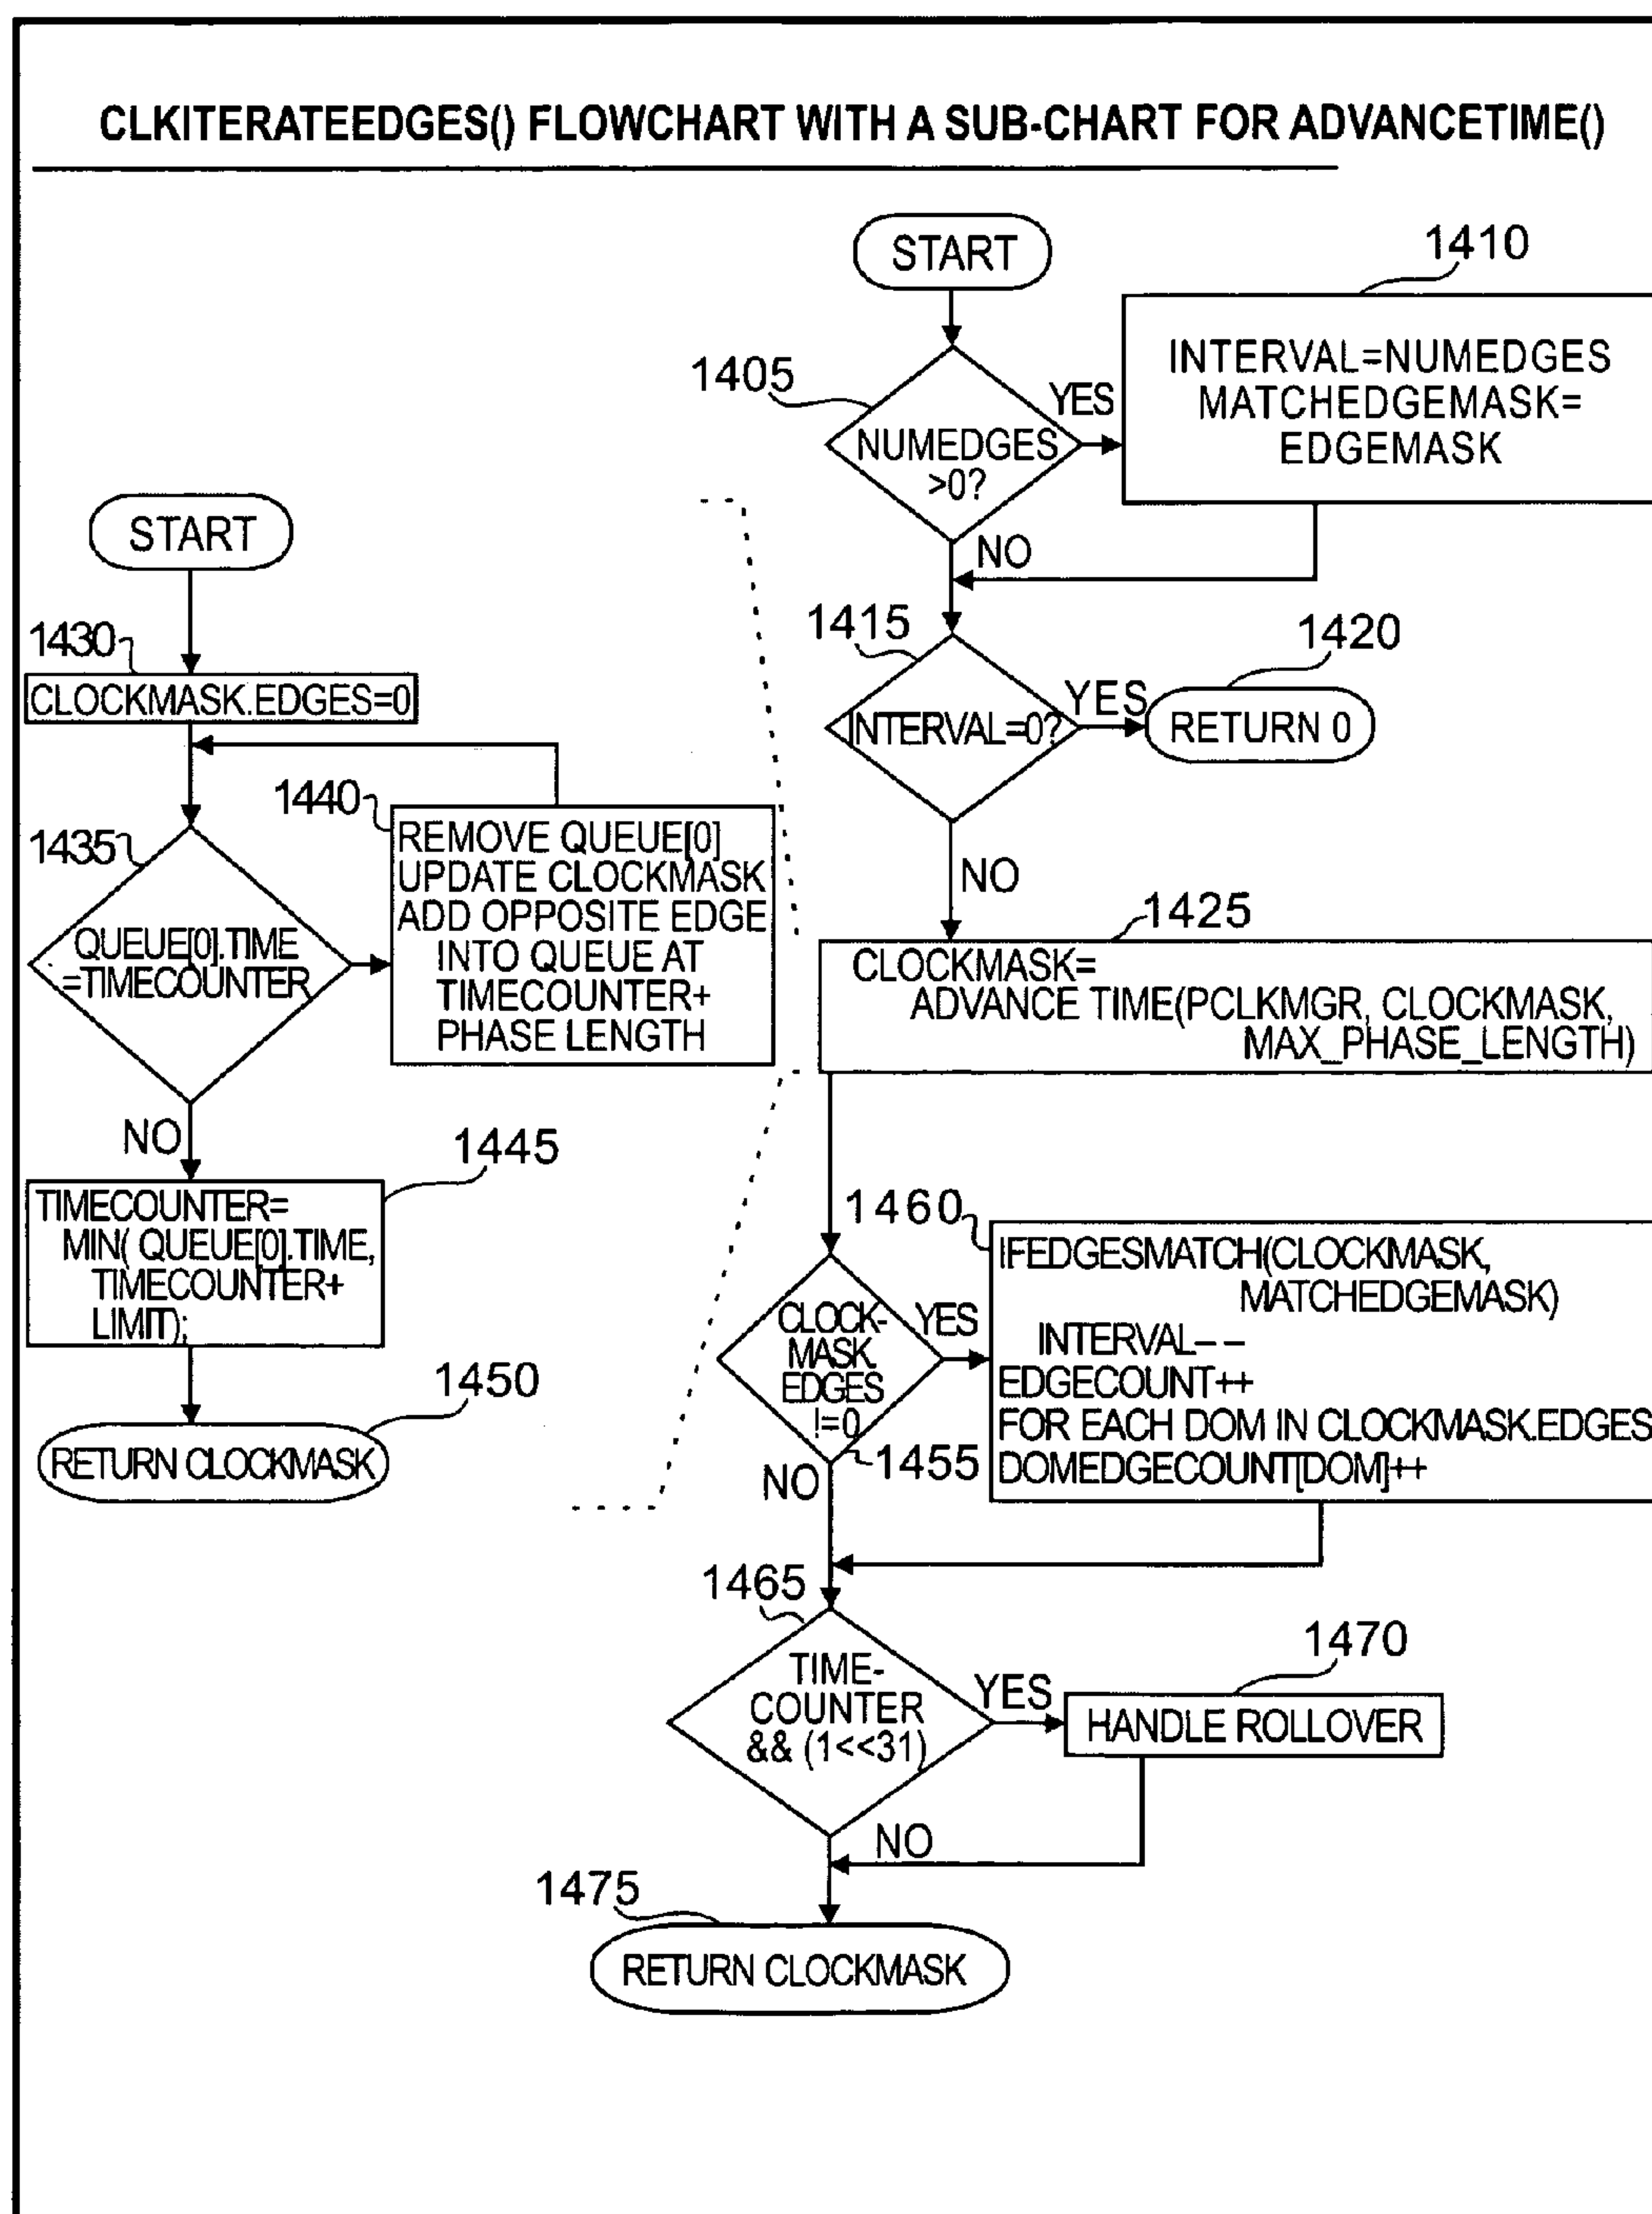 CLKITERATEEDGES() FLOWCHART WITH A SUB-CHART FOR ADVANCETIME()
START
1410
INTERVAL=NUMEDGES
MATCHEDGEMASK=
EDGEMASK
1405
YES
NUMEDGES
>0?
NO
1415
1420
INTERVAL=0?
YES
RETURN 0
NO
1425
CLOCKMASK=
ADVANCE TIME(PCLKMGR, CLOCKMASK,
MAX_PHASE_LENGTH)
START
1430
CLOCKMASK.EDGES=0
1440
REMOVE QUEUE[0]
UPDATE CLOCKMASK
ADD OPPOSITE EDGE
INTO QUEUE AT
TIMECOUNTER+
PHASE LENGTH
1435
QUEUE[0].TIME
=TIMECOUNTER
NO
1445
TIMECOUNTER=
MIN( QUEUE[0].TIME,
TIMECOUNTER+
LIMIT);
1450
RETURN CLOCKMASK
1460
IFEDGESMATCH(CLOCKMASK,
MATCHEDGEMASK)
INTERVAL--
EDGECOUNT++
FOR EACH DOM IN CLOCKMASK.EDGES
DOMEDGECOUNT[DOM]++
CLOCK-
MASK.
EDGES
!=0
YES
1455
NO
1465
TIME-
COUNTER
&& (1<<31)
YES
1470
HANDLE ROLLOVER
NO
1475
RETURN CLOCKMASK